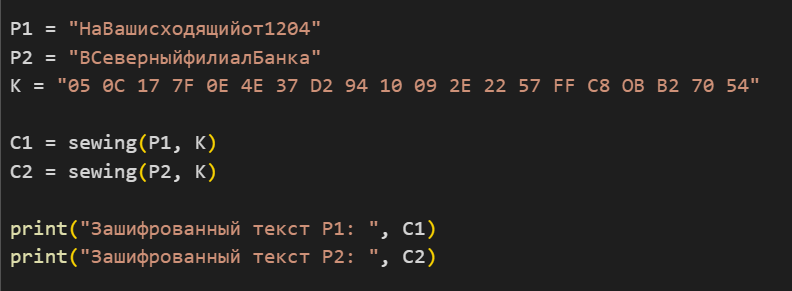 P1 = "НаВашисходящийот1204"
P2 = "ВСеверныйфилиалБанка"
K = "05 0C 17 7F 0E 4E 37 D2 94 10 09 2E 22 57 FF C8 OB B2 70 54"
C1 = sewing(P1, K)
C2 = sewing(P2, K)
print("Зашифрованный текст P1: ", C1)
print("Зашифрованный текст P2: ", C2)